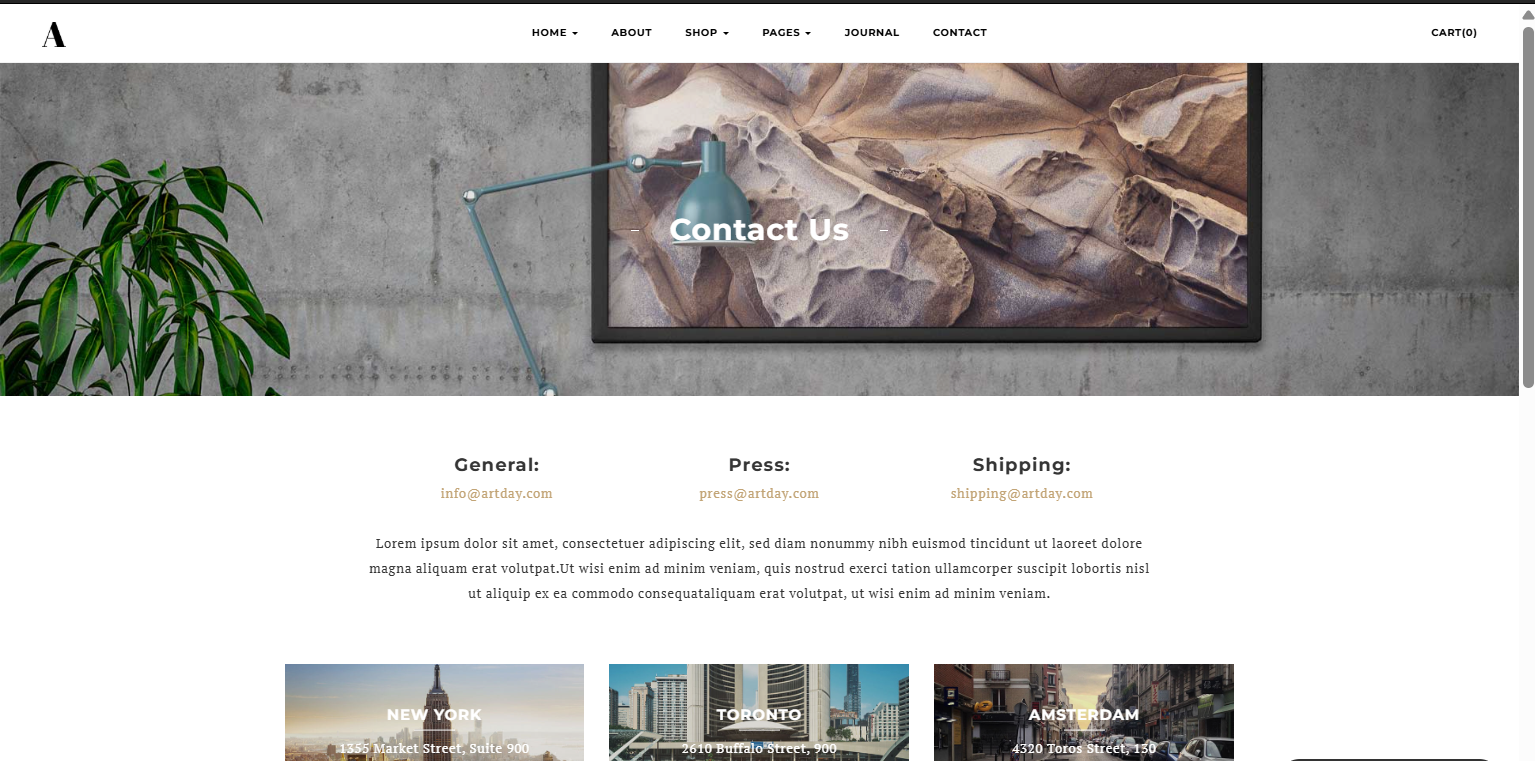 A
HOME ABOUT SHOP PAGES JOURNAL CONTACT CART(0)
Contact Us
General: Press: Shipping:
info@artday.com press@artday.com shipping@artday.com
Lorem ipsum dolor sit amet, consectetuer adipiscing elit, sed diam nonummy nibh euismod tincidunt ut laoreet dolore
magna aliquam erat volutpat.Ut wisi enim ad minim veniam, quis nostrud exerci tation ullamcorper suscipit lobortis nisl
ut aliquip ex ea commodo consequataliquam erat volutpat, ut wisi enim ad minim veniam.
NEW YORK TORONTO AMSTERDAM
1355 Market Street, Suite 900 2610 Buffalo Street, 900 4320 Toros Street, 130